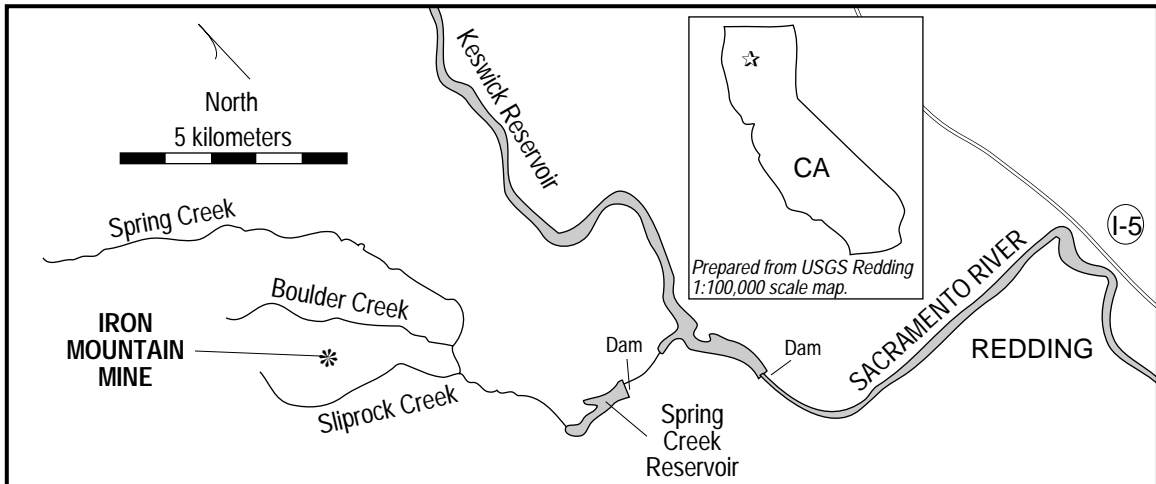 North
5 kilometers
Keswick Reservoir
CA
Prepared from USGS Redding
1:100,000 scale map.
I-5
Spring Creek
Boulder Creek
IRON
MOUNTAIN
MINE
Sliprock Creek
Dam
Dam
Spring
Creek
Reservoir
SACRAMENTO RIVER
REDDING